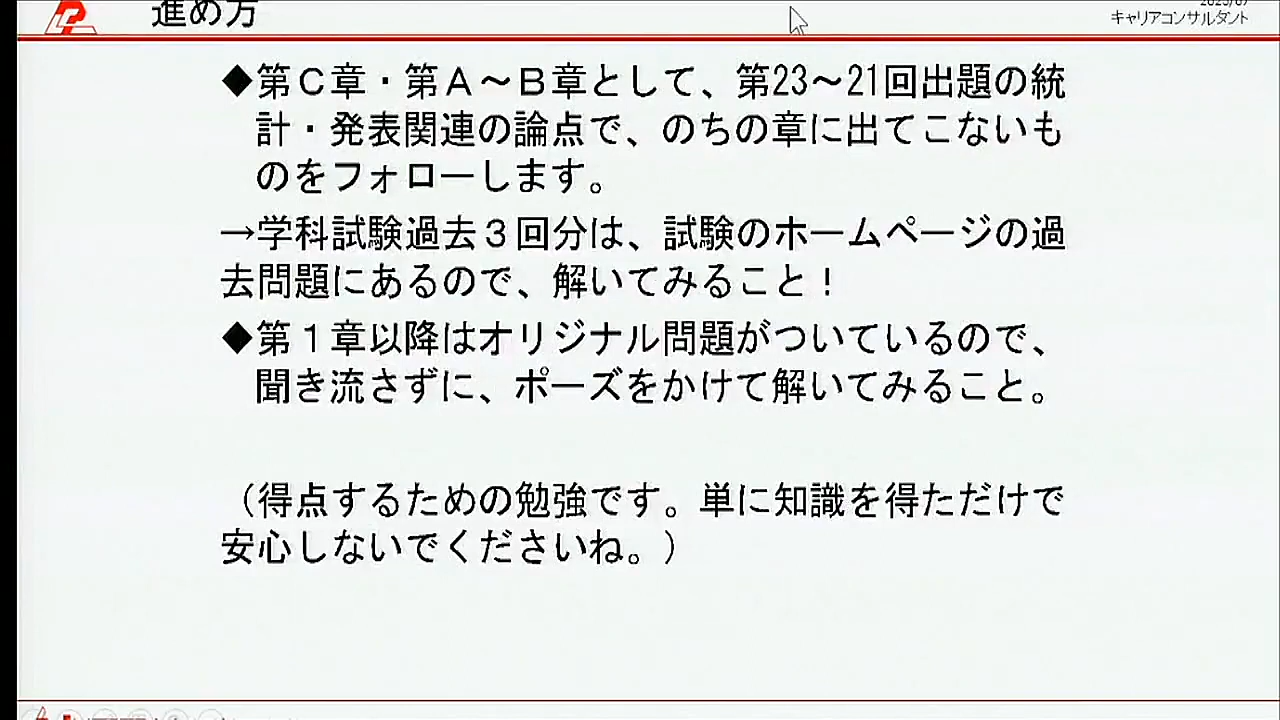 進め方
キャリアコンサルタント
◆第Ｃ章・第Ａ～Ｂ章として、第23～21回出題の統
計・発表関連の論点で、のちの章に出てこないも
のをフォローします。
→学科試験過去３回分は、試験のホームページの過
去問題にあるので、解いてみること！
◆第１章以降はオリジナル問題がついているので、
聞き流さずに、ポーズをかけて解いてみること。
（得点するための勉強です。単に知識を得ただけで
安心しないでくださいね。）